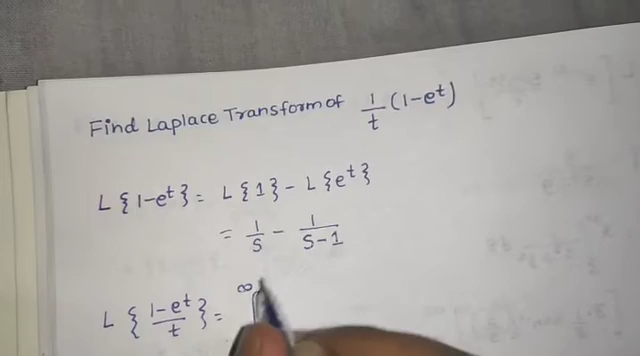 Find Laplace Transform of 1/t (1-e^t)
L{1-e^t} = L{1} - L{e^t}
= 1/S - 1/(S-1)
L{(1-e^t)/t} = ∫^∞